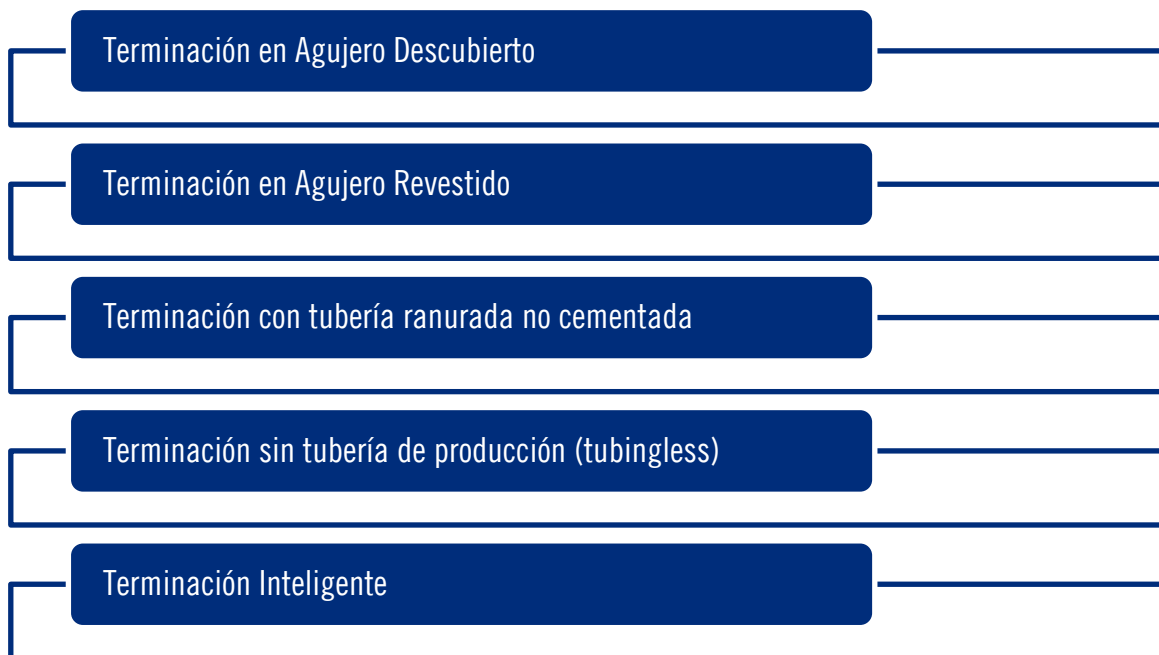 Terminación en Agujero Descubierto
Terminación en Agujero Revestido
Terminación con tubería ranurada no cementada
Terminación sin tubería de producción (tubingless)
Terminación Inteligente